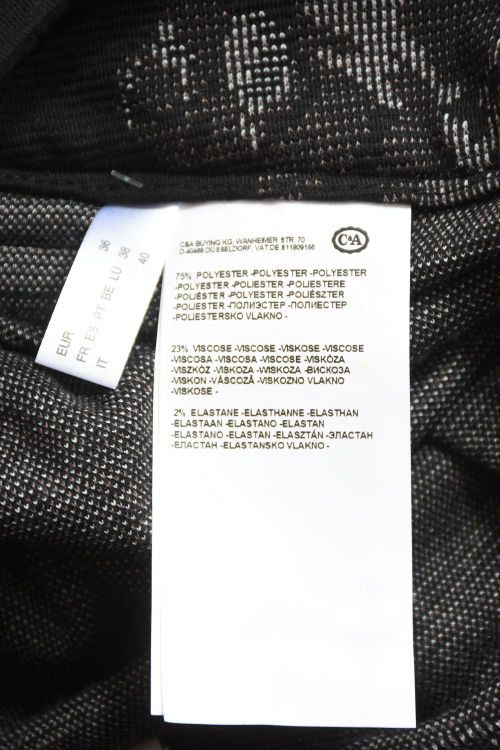 EUR 36
FR ES PT BE LU 38
IT 40
C&A BUYING KG, WANHEIMER STR. 70
D-40468 DÜSSELDORF, VAT DE 811809155
C&A
75% POLYESTER -POLYESTER -POLYESTER
-POLYESTER -POLIESTER -POLIESTERE
-POLIÉSTER -POLYESTER -POLIÉSZTER
-POLIESTER -ПОЛИЭСТЕР -ПОЛИЕСТЕР
-POLIESTERSKO VLAKNO -
23% VISCOSE -VISCOSE -VISKOSE -VISCOSE
-VISCOSA -VISCOSA -VISCOSE -VISKÓZA
-VISZKÓZ -VISKOZA -WISKOZA -ВИСКОЗА
-VISKON -VÂSCOZĂ -VISKOZNO VLAKNO
-VISKOSE -
2% ELASTANE -ELASTHANNE -ELASTHAN
-ELASTAAN -ELASTANO -ELASTAN
-ELASTANO -ELASTAN -ELASZTÁN -ЭЛАСТАН
-ЕЛАСТАН -ELASTANSKO VLAKNO -